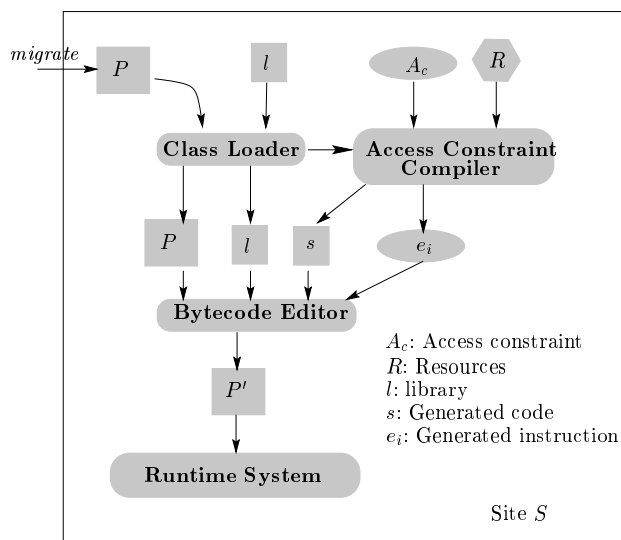 migrate
P
l
A_c
R
Class Loader
Access Constraint
Compiler
P
l
s
e_i
Bytecode Editor
A_c: Access constraint
R: Resources
l: library
s: Generated code
e_i: Generated instruction
P'
Runtime System
Site S